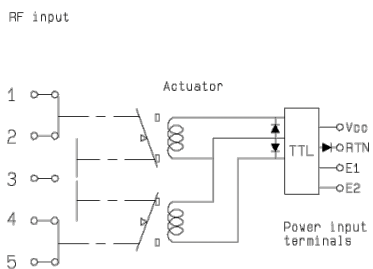 RF input
Actuator
1
2
3
4
5
TTL
Vcc
RTN
E1
E2
Power input
terminals